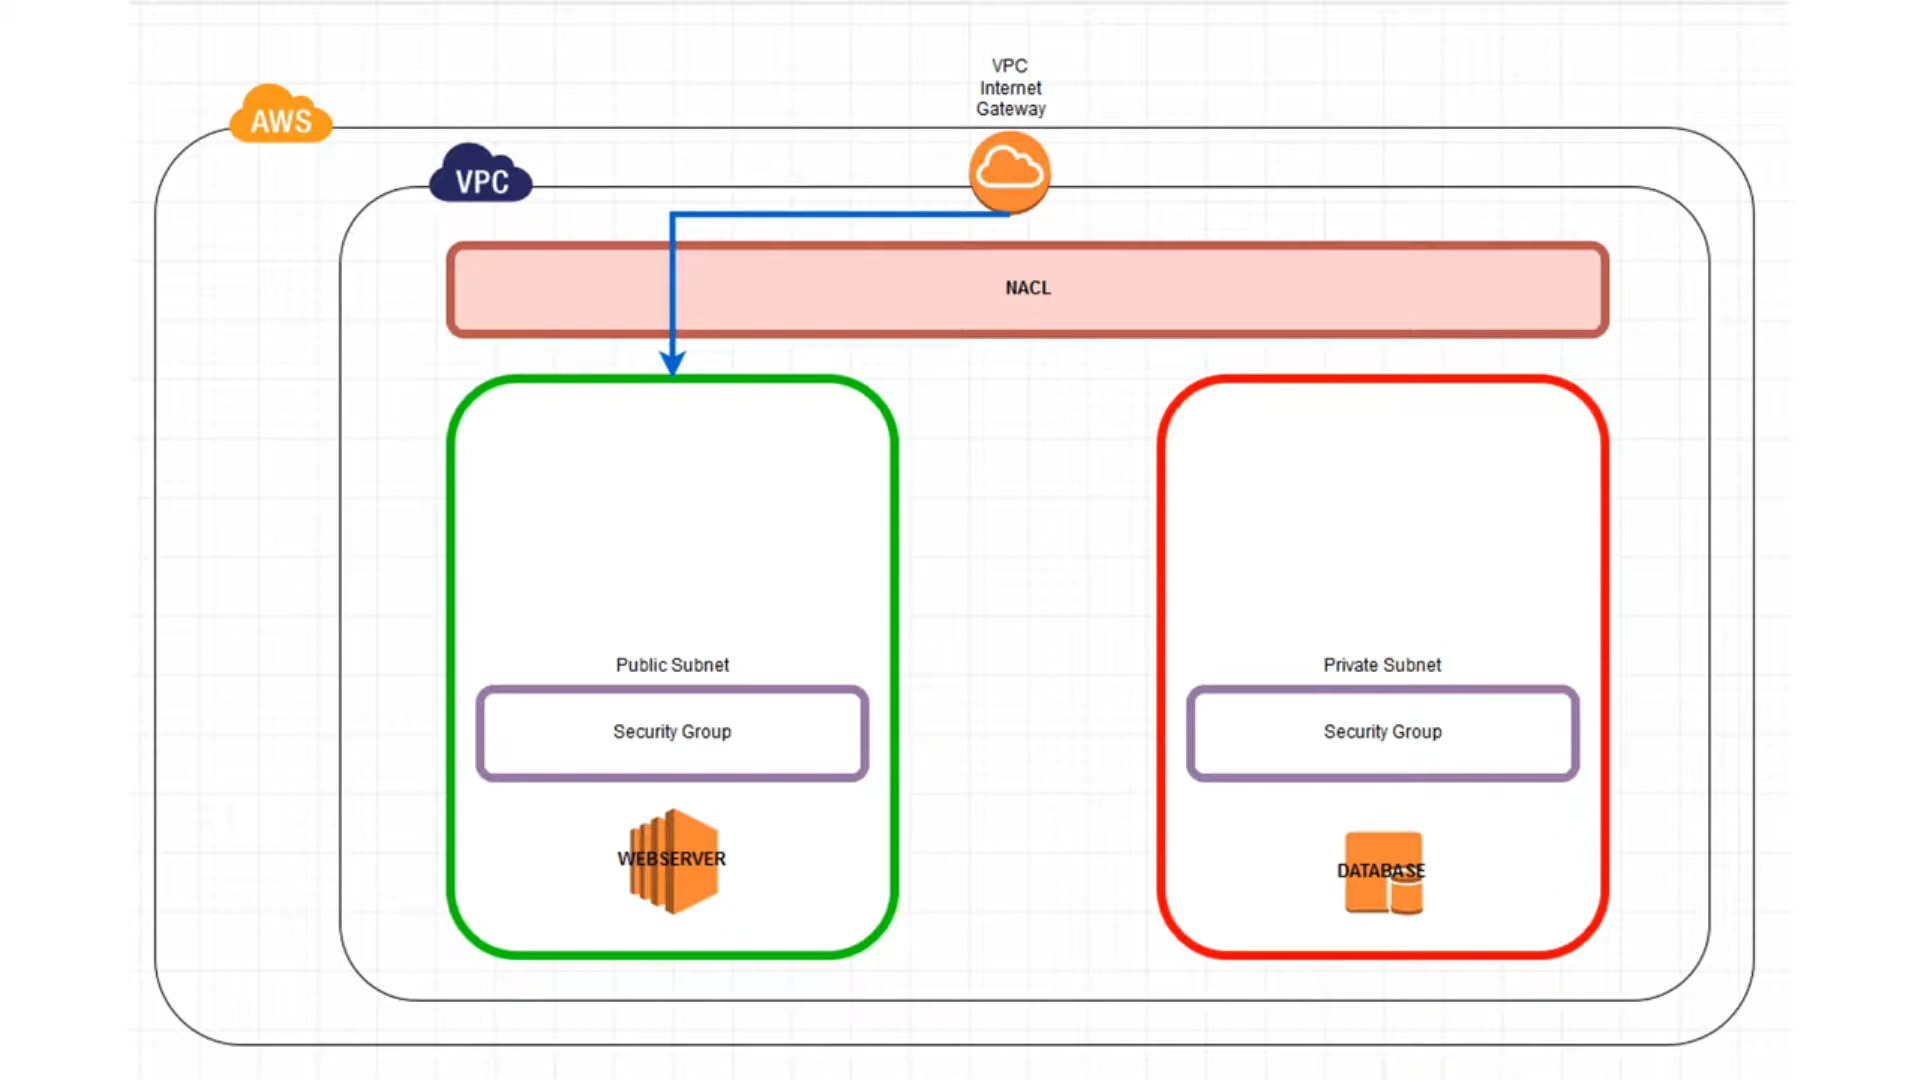 VPC
Internet
Gateway
AWS
VPC
NACL
Public Subnet
Private Subnet
Security Group
Security Group
WEBSERVER
DATABASE